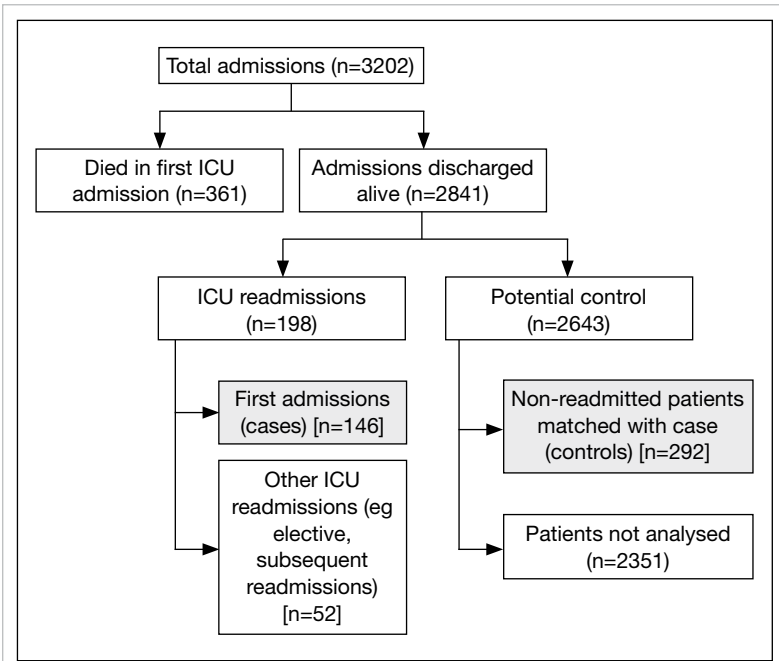 Total admissions (n=3202)
Died in first ICU
admission (n=361)
Admissions discharged
alive (n=2841)
ICU readmissions
(n=198)
Potential control
(n=2643)
First admissions
(cases) [n=146]
Non-readmitted patients
matched with case
(controls) [n=292]
Other ICU
readmissions (eg
elective,
subsequent
readmissions)
[n=52]
Patients not analysed
(n=2351)